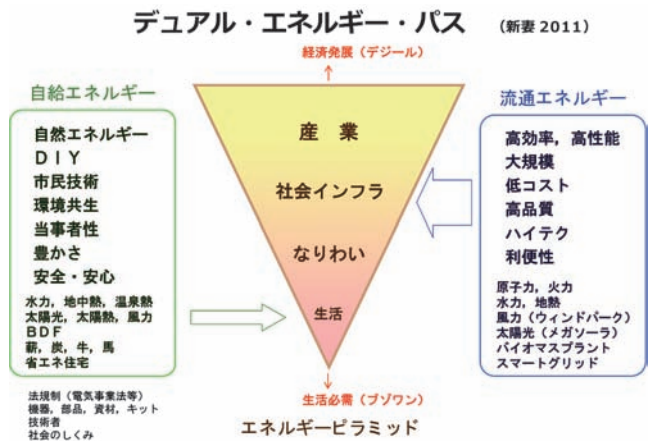 デュアル・エネルギー・パス （新妻 2011）
経済発展（デジール）
自給エネルギー
自然エネルギー
ＤＩＹ
市民技術
環境共生
当事者性
豊かさ
安全・安心
水力，地中熱，温泉熱
太陽光，太陽熱，風力
ＢＤＦ
薪，炭，牛，馬
省エネ住宅
法規制（電気事業法等）
機器，部品，資材，キット
技術者
社会のしくみ
産 業
社会インフラ
なりわい
生活
生活必需（ブゾワン）
エネルギーピラミッド
流通エネルギー
高効率，高性能
大規模
低コスト
高品質
ハイテク
利便性
原子力，火力
水力，地熱
風力（ウィンドパーク）
太陽光（メガソーラ）
バイオマスプラント
スマートグリッド